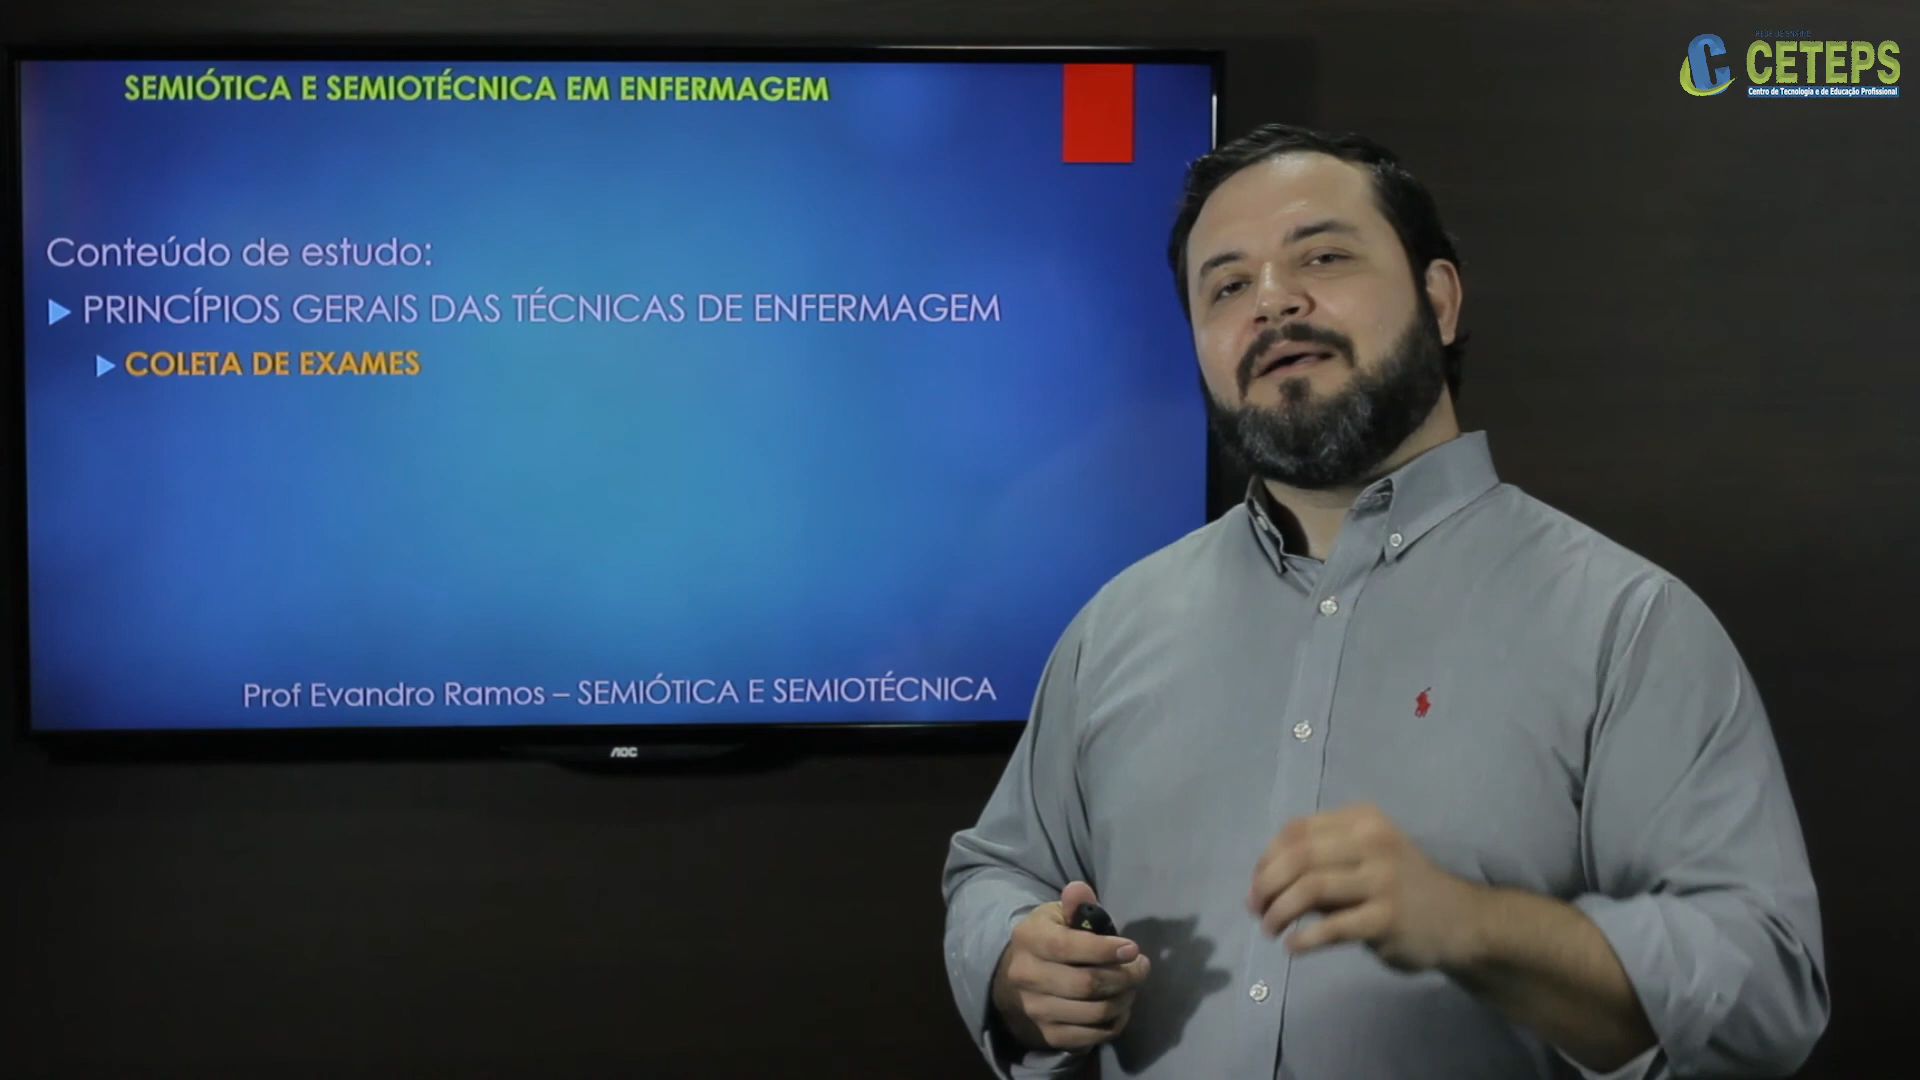 SEMIÓTICA E SEMIOTÉCNICA EM ENFERMAGEM
Conteúdo de estudo:
PRINCÍPIOS GERAIS DAS TÉCNICAS DE ENFERMAGEM
COLETA DE EXAMES
Prof Evandro Ramos – SEMIÓTICA E SEMIOTÉCNICA
AOC
CETEPS
Centro de Tecnologia e de Educação Profissional